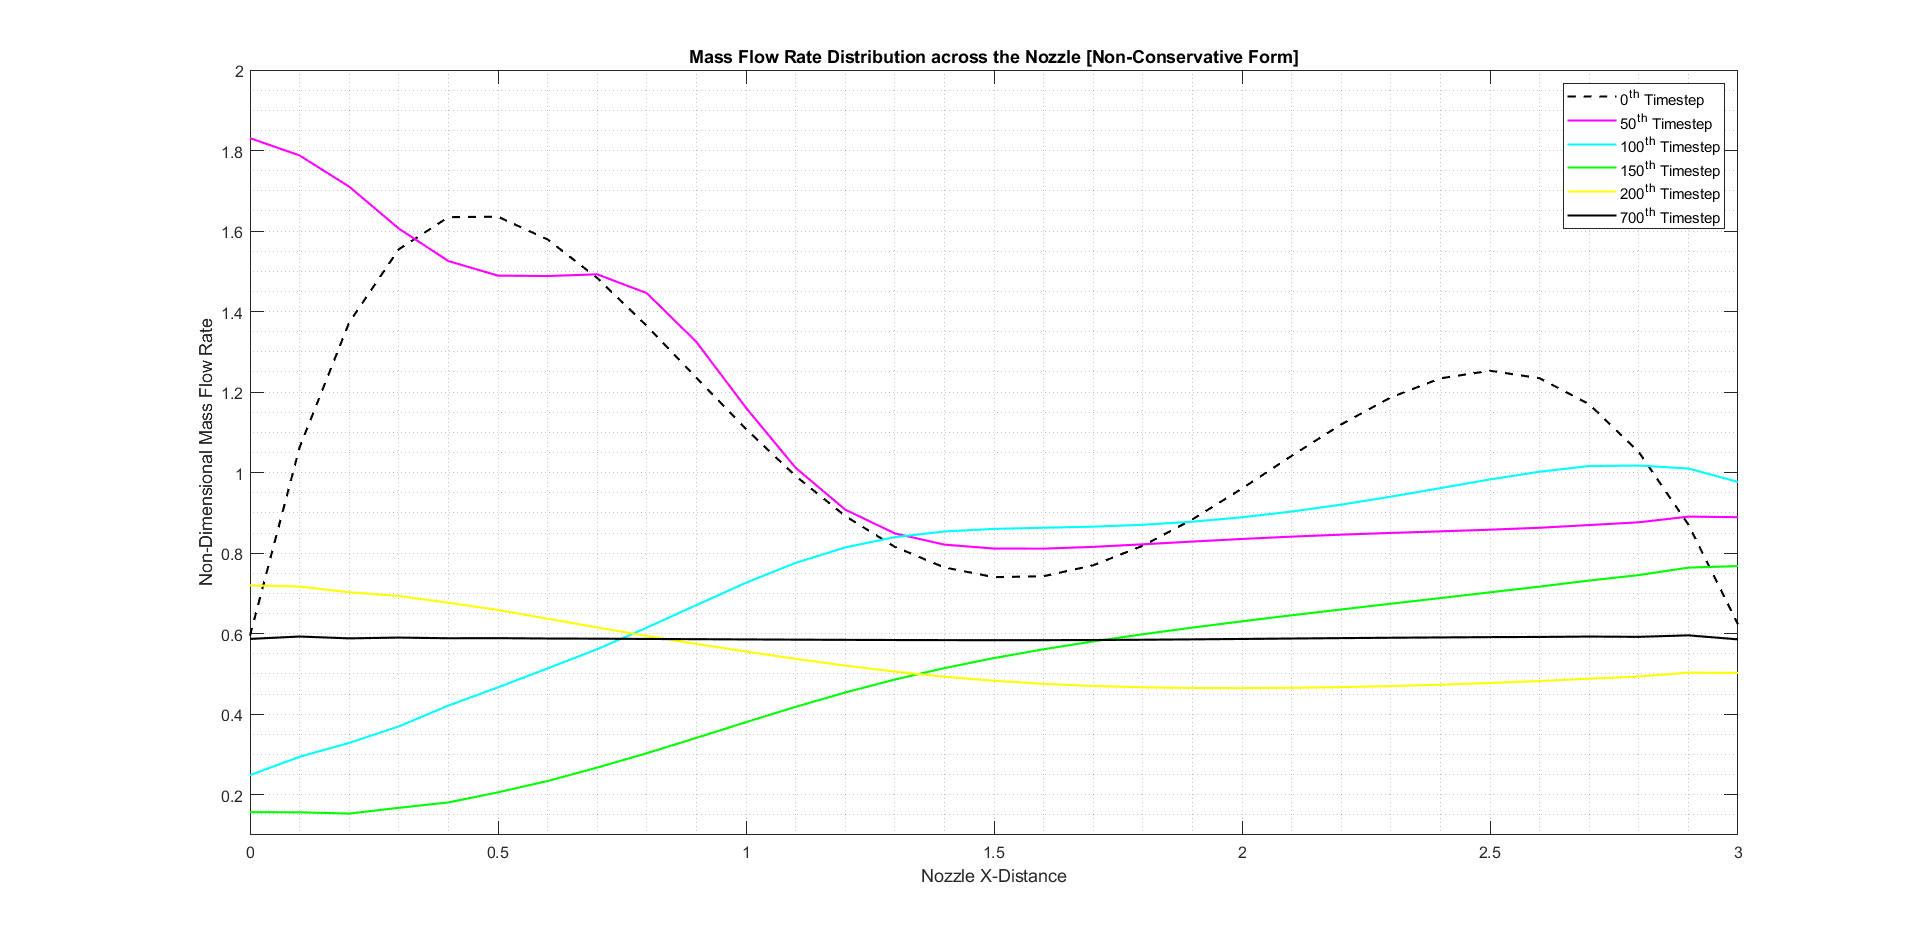 Mass Flow Rate Distribution across the Nozzle [Non-Conservative Form]
2
1.8
1.6
1.4
1.2
1
0.8
0.6
0.4
0.2
Non-Dimensional Mass Flow Rate
0th Timestep
50th Timestep
100th Timestep
150th Timestep
200th Timestep
700th Timestep
0 0.5 1 1.5 2 2.5 3
Nozzle X-Distance